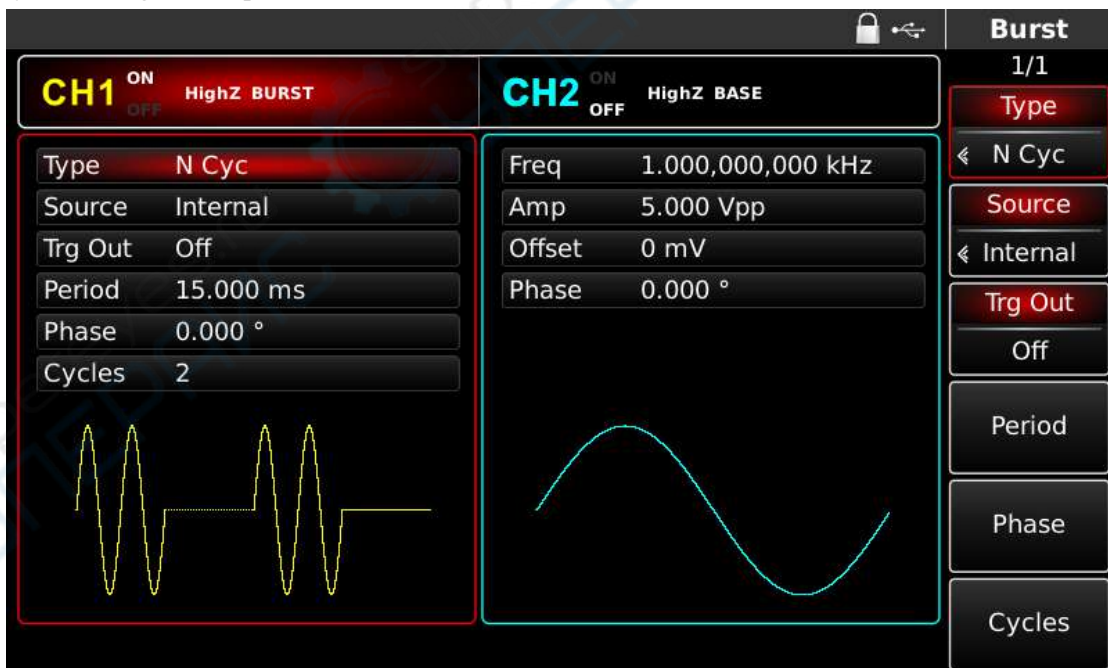 Burst
1/1
CH1 ON OFF HighZ BURST
CH2 ON OFF HighZ BASE
Type N Cyc
Source Internal
Trg Out Off
Period 15.000 ms
Phase 0.000 °
Cycles 2
Freq 1.000,000,000 kHz
Amp 5.000 Vpp
Offset 0 mV
Phase 0.000 °
Type
N Cyc
Source
Internal
Trg Out
Off
Period
Phase
Cycles